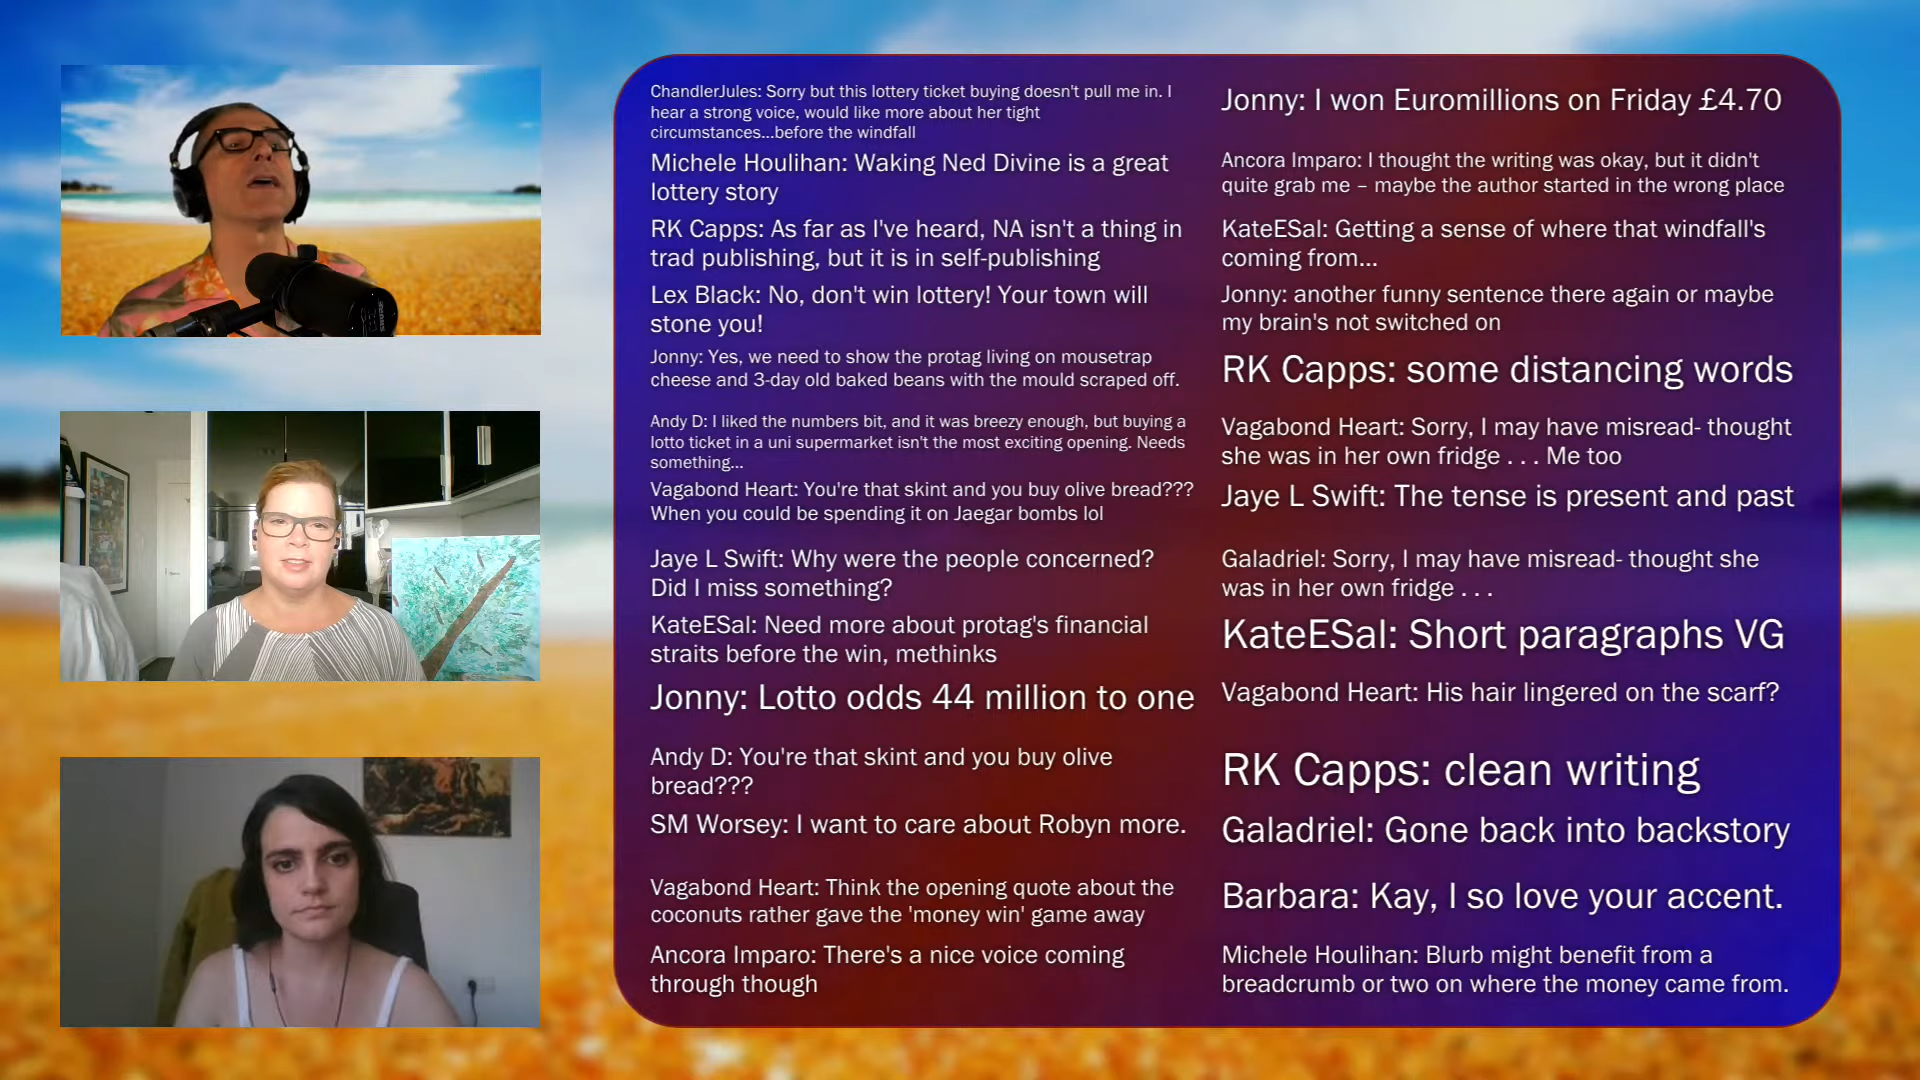 ChandlerJules: Sorry but this lottery ticket buying doesn't pull me in. I
hear a strong voice, would like more about her tight
circumstances...before the windfall
Michele Houlihan: Waking Ned Divine is a great
lottery story
RK Capps: As far as I've heard, NA isn't a thing in
trad publishing, but it is in self-publishing
Lex Black: No, don't win lottery! Your town will
stone you!
Jonny: Yes, we need to show the protag living on mousetrap
cheese and 3-day old baked beans with the mould scraped off.
Andy D: I liked the numbers bit, and it was breezy enough, but buying a
lotto ticket in a uni supermarket isn't the most exciting opening. Needs
something...
Vagabond Heart: You're that skint and you buy olive bread???
When you could be spending it on Jaegar bombs lol
Jaye L Swift: Why were the people concerned?
Did I miss something?
KateESal: Need more about protag's financial
straits before the win, methinks
Jonny: Lotto odds 44 million to one
Andy D: You're that skint and you buy olive
bread???
SM Worsey: I want to care about Robyn more.
Vagabond Heart: Think the opening quote about the
coconuts rather gave the 'money win' game away
Ancora Imparo: There's a nice voice coming
through though
Jonny: I won Euromillions on Friday £4.70
Ancora Imparo: I thought the writing was okay, but it didn't
quite grab me – maybe the author started in the wrong place
KateESal: Getting a sense of where that windfall's
coming from...
Jonny: another funny sentence there again or maybe
my brain's not switched on
RK Capps: some distancing words
Vagabond Heart: Sorry, I may have misread- thought
she was in her own fridge . . . Me too
Jaye L Swift: The tense is present and past
Galadriel: Sorry, I may have misread- thought she
was in her own fridge . . .
KateESal: Short paragraphs VG
Vagabond Heart: His hair lingered on the scarf?
RK Capps: clean writing
Galadriel: Gone back into backstory
Barbara: Kay, I so love your accent.
Michele Houlihan: Blurb might benefit from a
breadcrumb or two on where the money came from.
SHURE